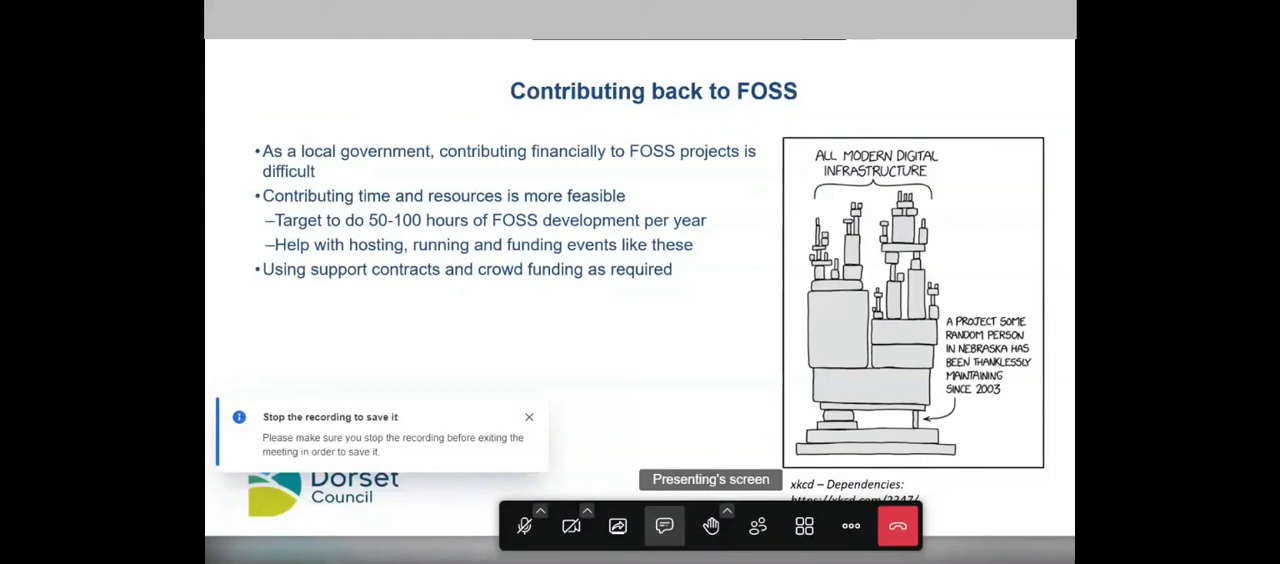 Contributing back to FOSS
•As a local government, contributing financially to FOSS projects is
difficult
•Contributing time and resources is more feasible
–Target to do 50-100 hours of FOSS development per year
–Help with hosting, running and funding events like these
•Using support contracts and crowd funding as required
ALL MODERN DIGITAL
INFRASTRUCTURE
A PROJECT SOME
RANDOM PERSON
IN NEBRASKA HAS
BEEN THANKLESSLY
MAINTAINING
SINCE 2003
Stop the recording to save it
Please make sure you stop the recording before exiting the
meeting in order to save it.
Dorset
Council
Presenting's screen
xkcd – Dependencies:
https://xkcd.com/2347/